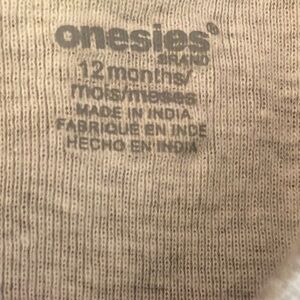 onesies®
BRAND
12 months/
mois/meses
MADE IN INDIA
FABRIQUE EN INDE
HECHO EN INDIA